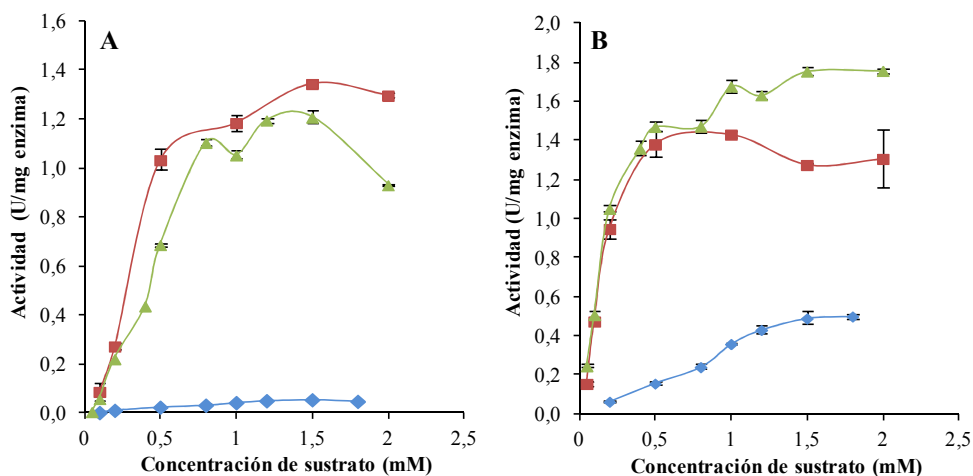 A
Actividad (U/mg enzima)
1,6
1,4
1,2
1,0
0,8
0,6
0,4
0,2
0,0
0 0,5 1 1,5 2 2,5
Concentración de sustrato (mM)
B
Actividad (U/mg enzima)
2,0
1,8
1,6
1,4
1,2
1,0
0,8
0,6
0,4
0,2
0,0
0 0,5 1 1,5 2 2,5
Concentración de sustrato (mM)